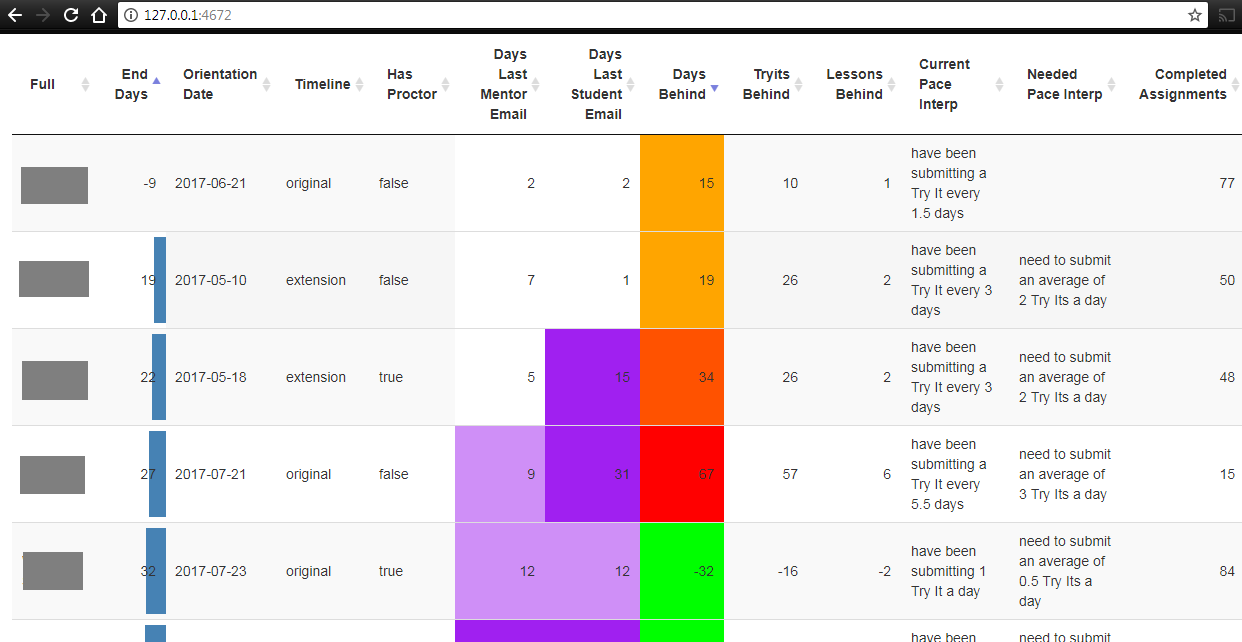 127.0.0.1:4672
Full
End
Days
Orientation
Date
Timeline
Has
Proctor
Days
Last
Mentor
Email
Days
Last
Student
Email
Days
Behind
Tryits
Behind
Lessons
Behind
Current
Pace
Interp
Needed
Pace Interp
Completed
Assignments
-9
2017-06-21
original
false
2
2
15
10
1
have been
submitting a
Try It every
1.5 days
77
19
2017-05-10
extension
false
7
1
19
26
2
have been
submitting a
Try It every 3
days
need to submit
an average of
2 Try Its a day
50
22
2017-05-18
extension
true
5
15
34
26
2
have been
submitting a
Try It every 3
days
need to submit
an average of
2 Try Its a day
48
27
2017-07-21
original
false
9
31
67
57
6
have been
submitting a
Try It every
5.5 days
need to submit
an average of
3 Try Its a day
15
32
2017-07-23
original
true
12
12
-32
-16
-2
have been
submitting 1
Try It a day
need to submit
an average of
0.5 Try Its a
day
84
have been
need to submit